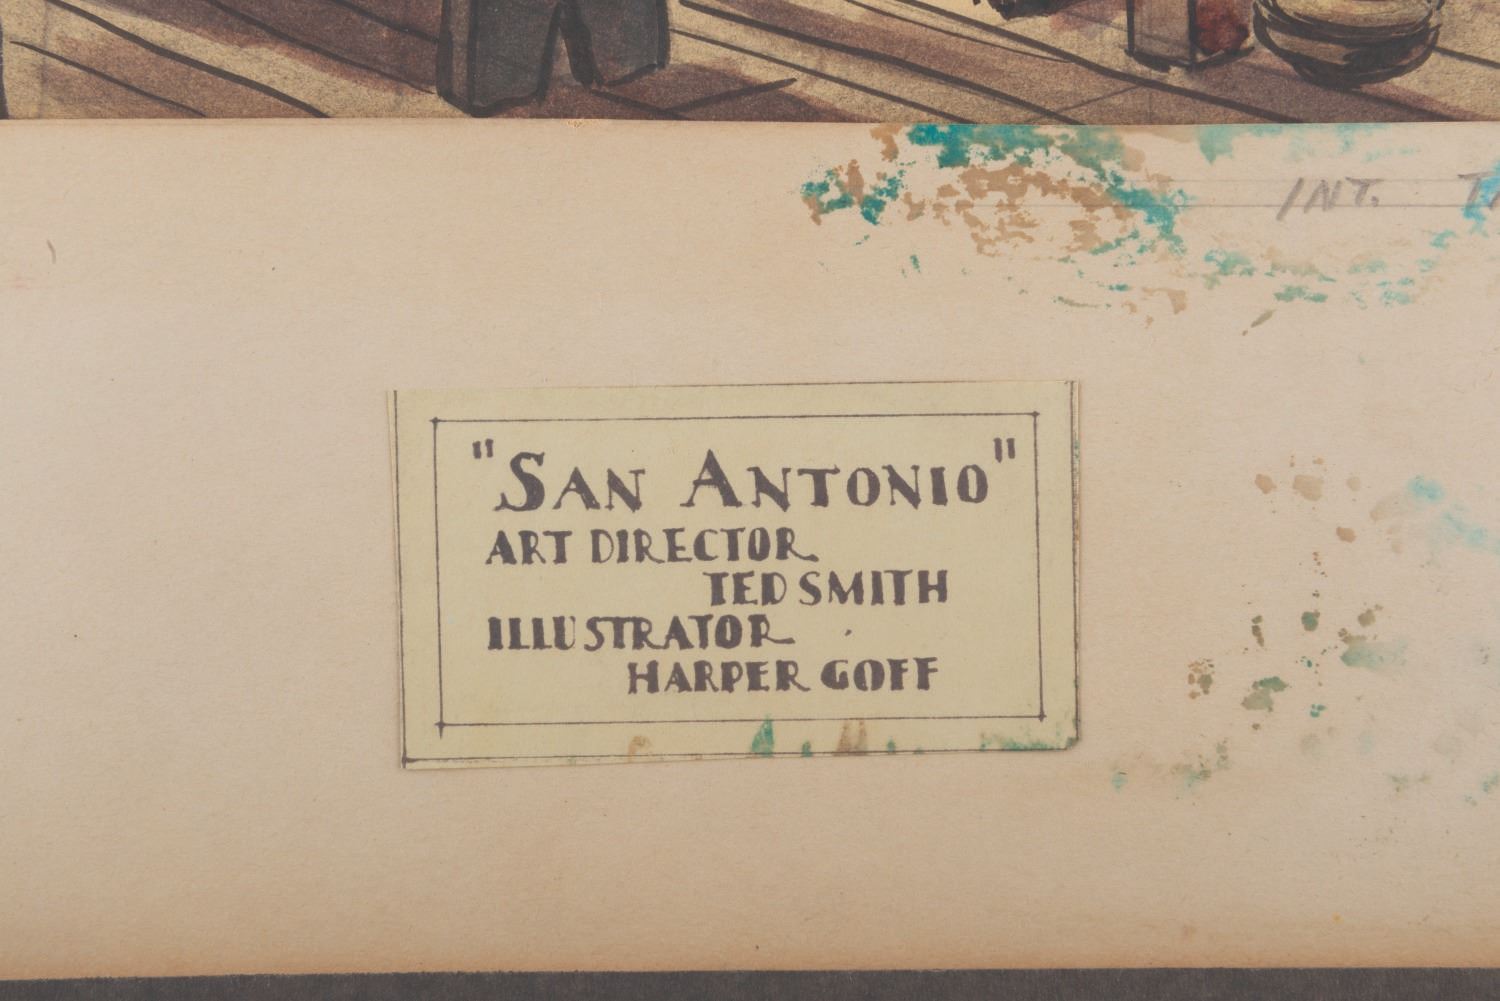 INT.
"SAN ANTONIO"
ART DIRECTOR
TED SMITH
ILLUSTRATOR
HARPER GOFF